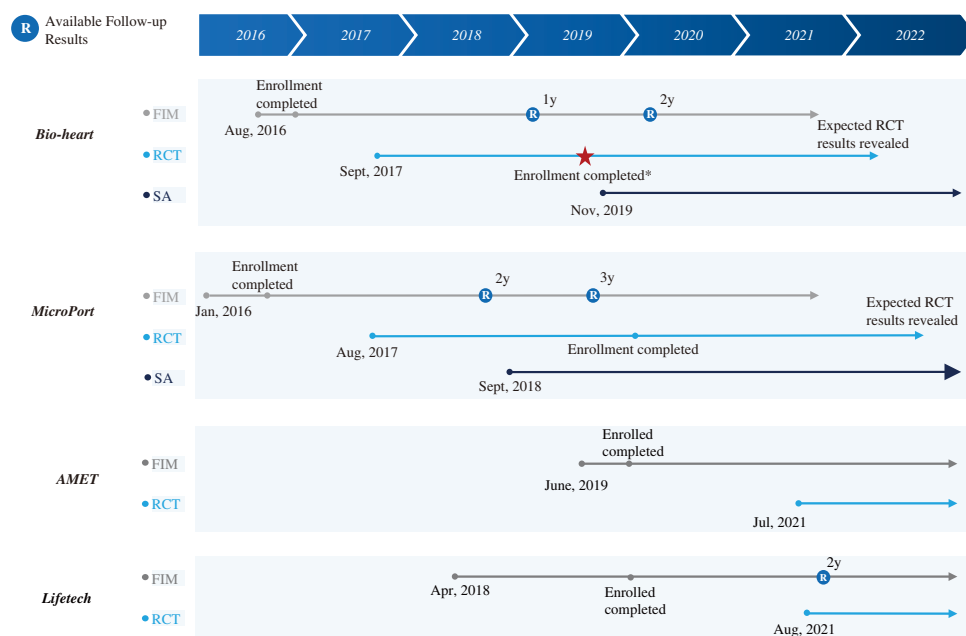 R Available Follow-up
Results
2016 2017 2018 2019 2020 2021 2022
Bio-heart
FIM
Enrollment
completed
Aug, 2016
R 1y
R 2y
RCT
Sept, 2017
Enrollment completed*
Expected RCT
results revealed
SA
Nov, 2019
MicroPort
FIM
Enrollment
completed
Jan, 2016
R 2y
R 3y
RCT
Aug, 2017
Enrollment completed
Expected RCT
results revealed
SA
Sept, 2018
AMET
FIM
Enrolled
completed
June, 2019
RCT
Jul, 2021
Lifetech
FIM
Apr, 2018
Enrolled
completed
R 2y
RCT
Aug, 2021